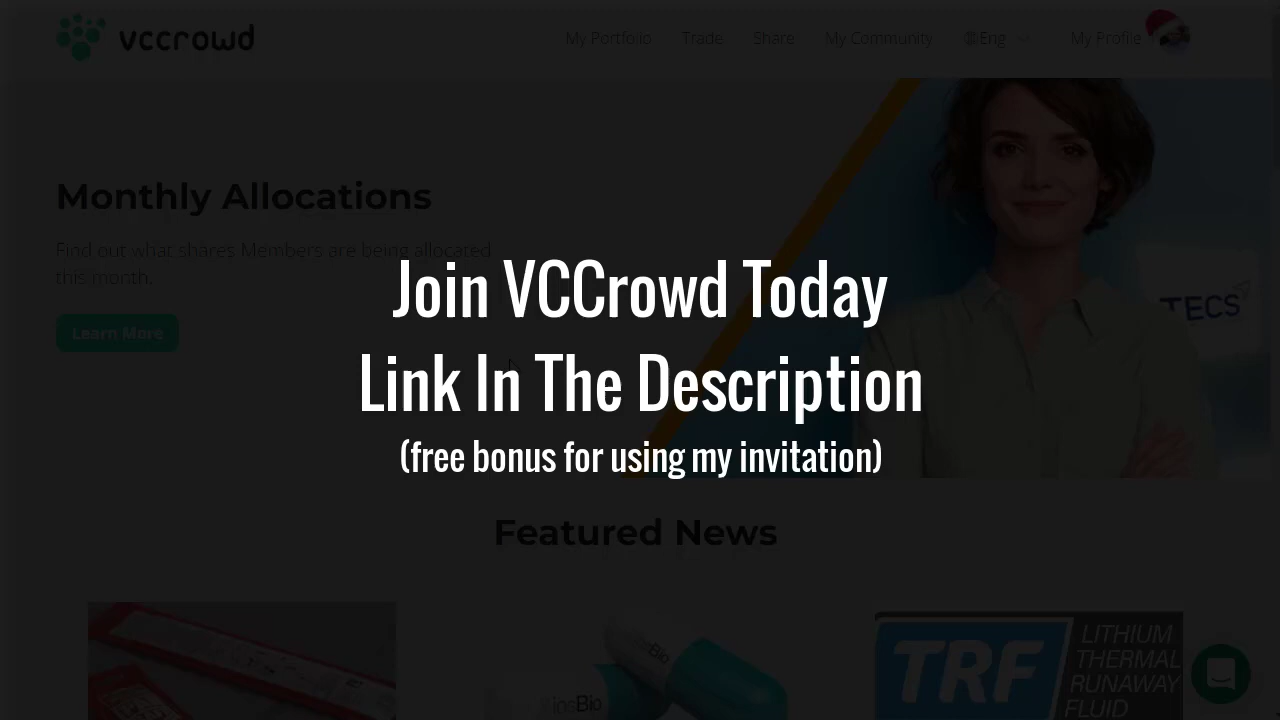 vccrowd
My Portfolio
Trade
Share
My Community
Eng
My Profile
Monthly Allocations
Find out what shares Members are being allocated
this month.
Learn More
TECS
Join VCCrowd Today
Link In The Description
(free bonus for using my invitation)
Featured News
Bio
Bio
TRF
LITHIUM
THERMAL
RUNAWAY
FLUID